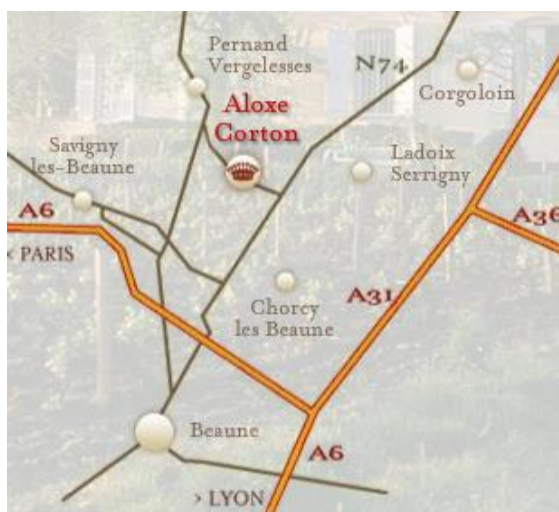 Pernand
Vergelesses
N74
Corgoloin
Aloxe
Corton
Savigny
les-Beaune
Ladoix
Serrigny
A6
A36
‹ PARIS
A31
Chorcy
les Beaune
Beaune
A6
› LYON